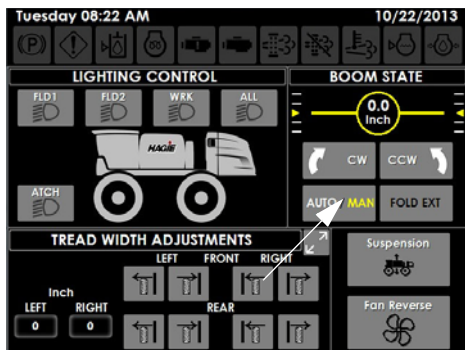 Tuesday 08:22 AM 10/22/2013
(P)
LIGHTING CONTROL
FLD1 FLD2 WRK ALL
HAGIE
ATCH
BOOM STATE
0.0
Inch
CW CCW
AUTO/MAN FOLD EXT
TREAD WIDTH ADJUSTMENTS
LEFT FRONT RIGHT
Inch
LEFT RIGHT
REAR
0 0
Suspension
Fan Reverse